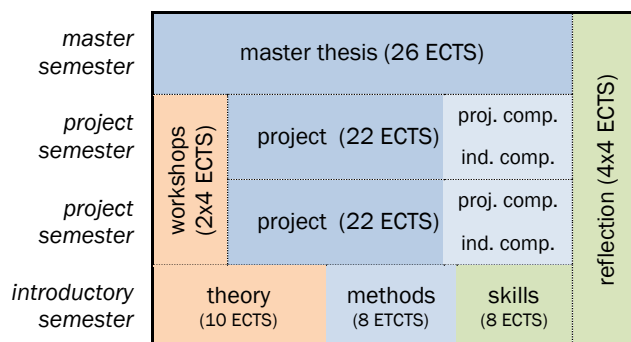 master
semester
master thesis (26 ECTS)
project
semester
project (22 ECTS)
proj. comp.
ind. comp.
workshops
(2x4 ECTS)
project
semester
project (22 ECTS)
proj. comp.
ind. comp.
reflection (4x4 ECTS)
introductory
semester
theory
(10 ECTS)
methods
(8 ETCTS)
skills
(8 ECTS)